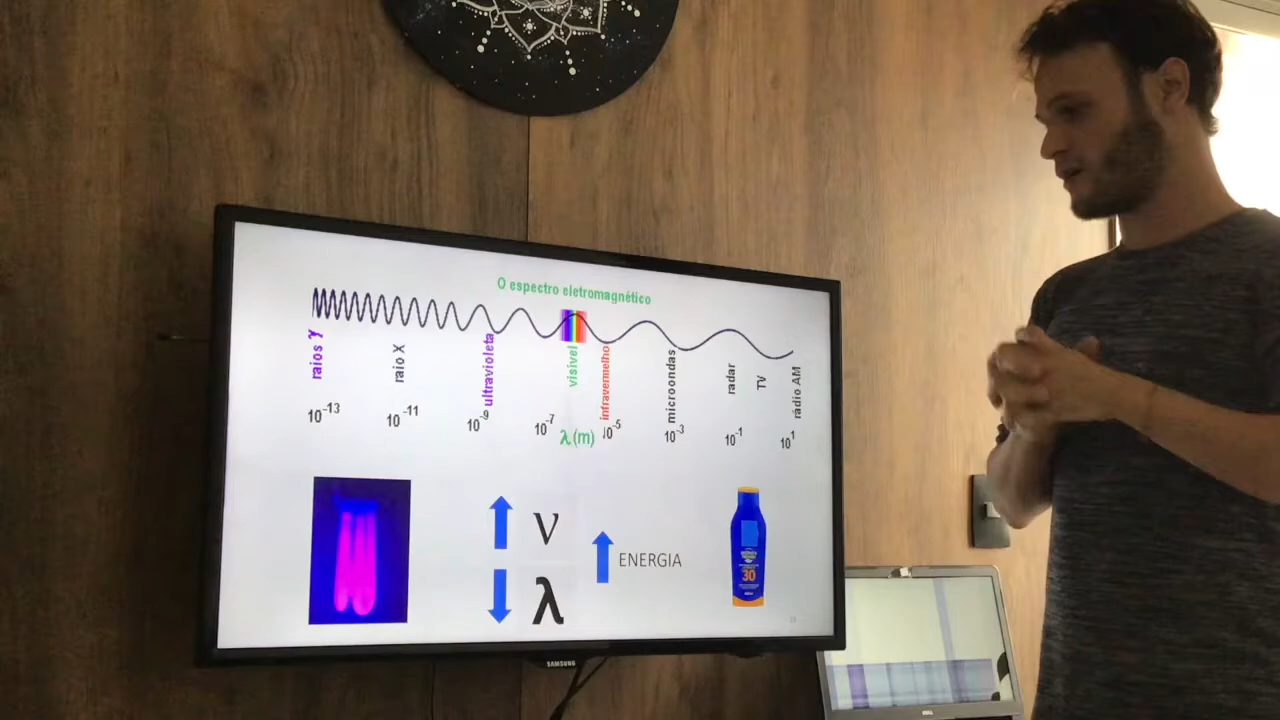 O espectro eletromagnético
raios γ
raio X
ultravioleta
visível
infravermelho
microondas
radar
TV
rádio AM
10⁻¹³
10⁻¹¹
10⁻⁹
10⁻⁷
λ (m)
10⁻⁵
10⁻³
10⁻¹
10¹
ν
λ
ENERGIA
30
SAMSUNG
DELL